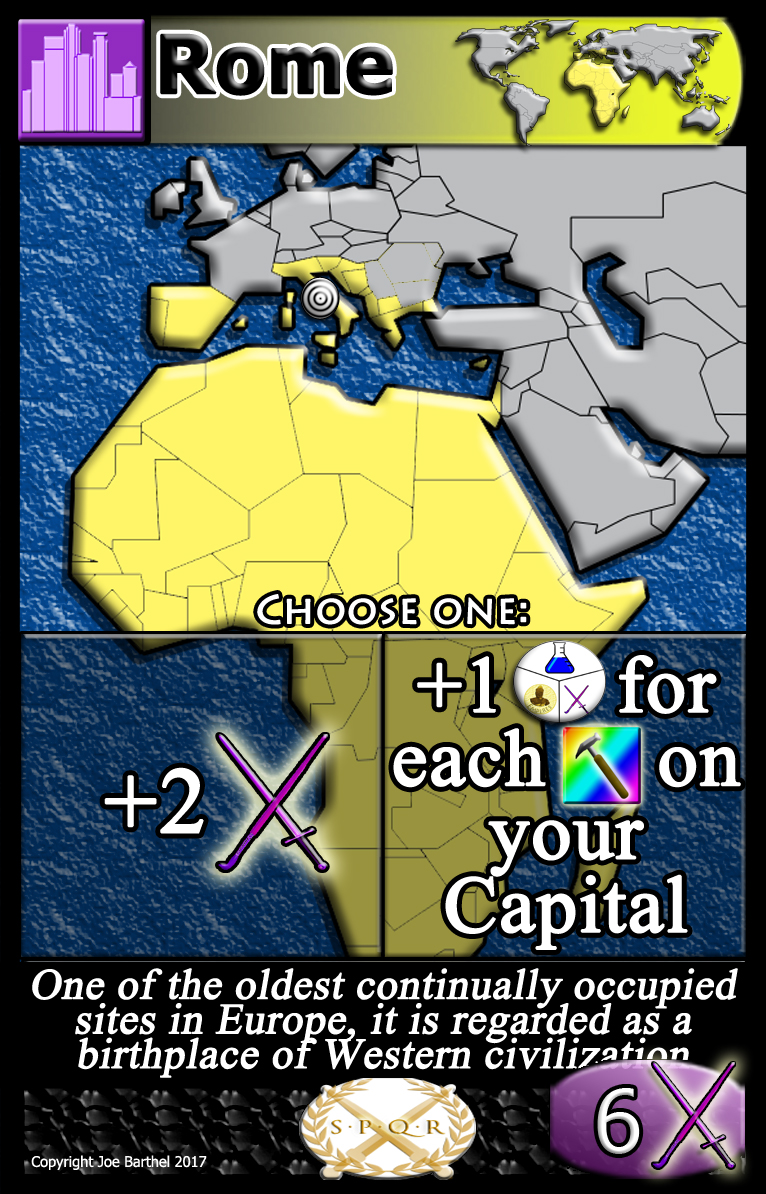 Rome
CHOOSE ONE:
+2
+1 for
each on
your
Capital
One of the oldest continually occupied
sites in Europe, it is regarded as a
birthplace of Western civilization
S·P·Q·R
6
Copyright Joe Barthel 2017